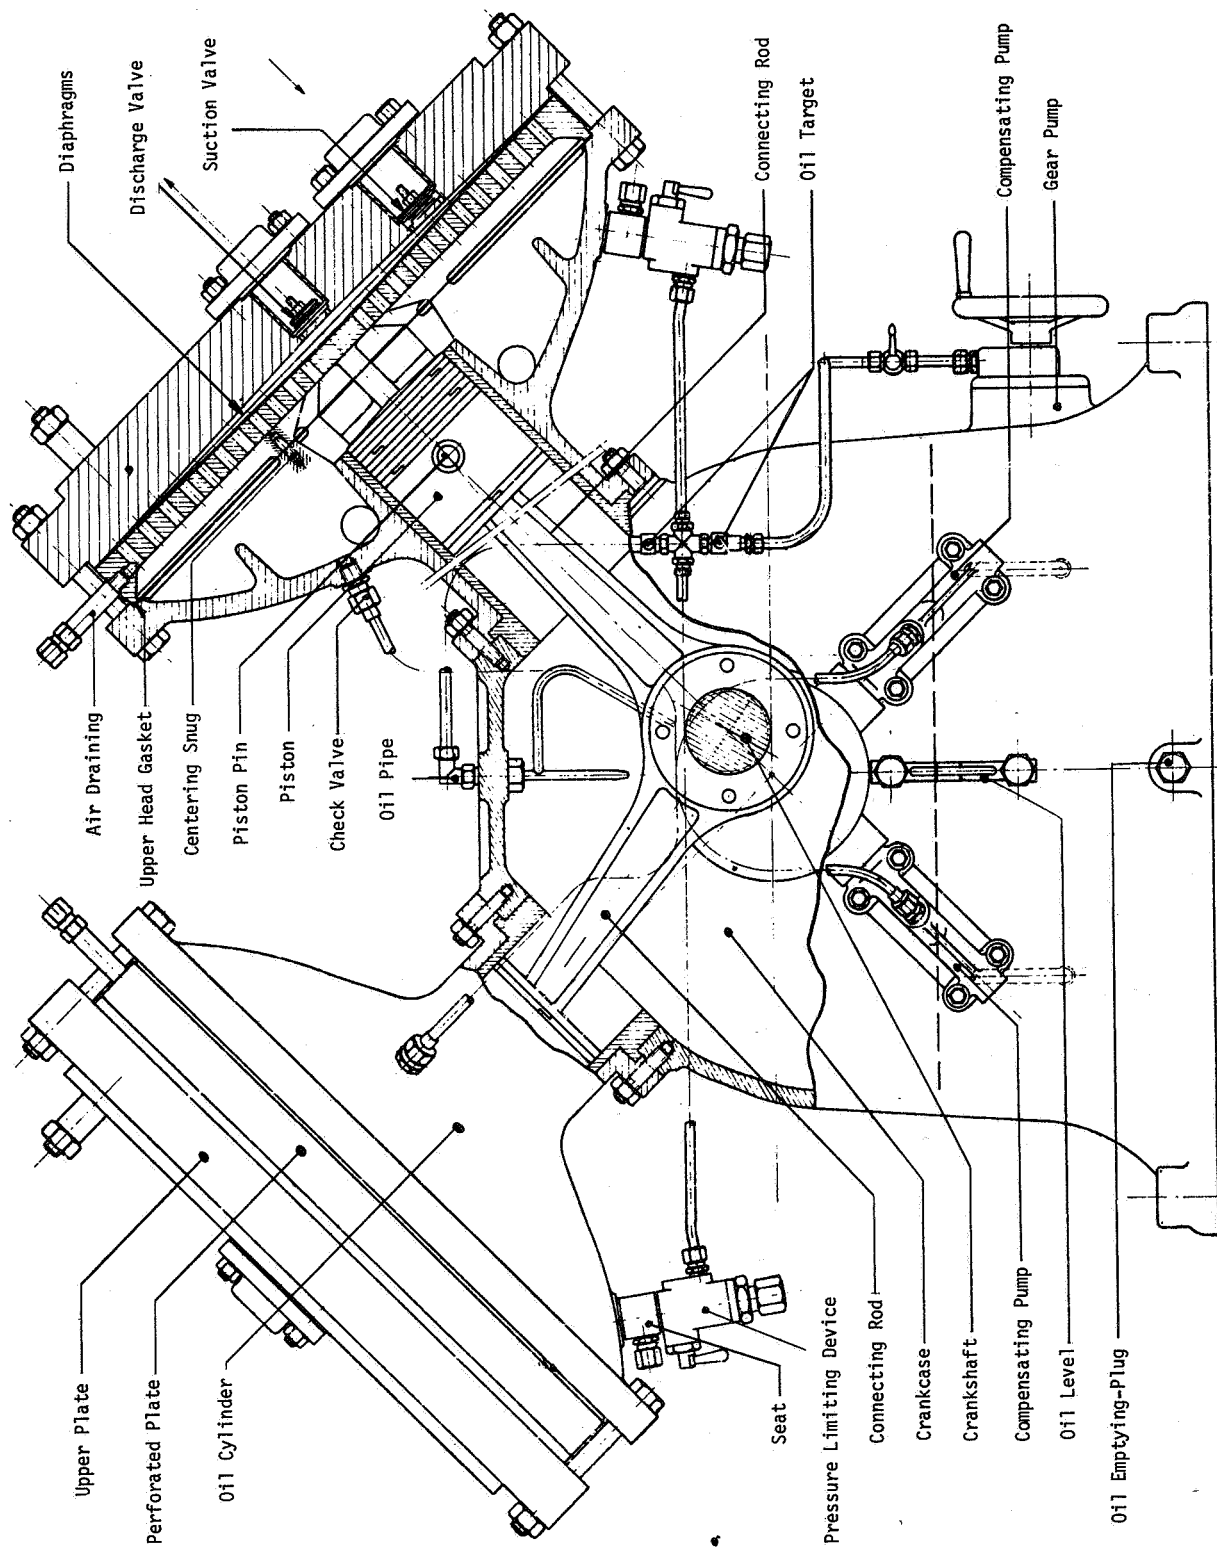 Diaphragms
Discharge Valve
Suction Valve
Connecting Rod
Oil Target
Compensating Pump
Gear Pump
Air Draining
Upper Head Gasket
Centering Snug
Piston Pin
Piston
Check Valve
Oil Pipe
Upper Plate
Perforated Plate
Oil Cylinder
Seat
Pressure Limiting Device
Connecting Rod
Crankcase
Crankshaft
Compensating Pump
Oil Level
Oil Emptying-Plug